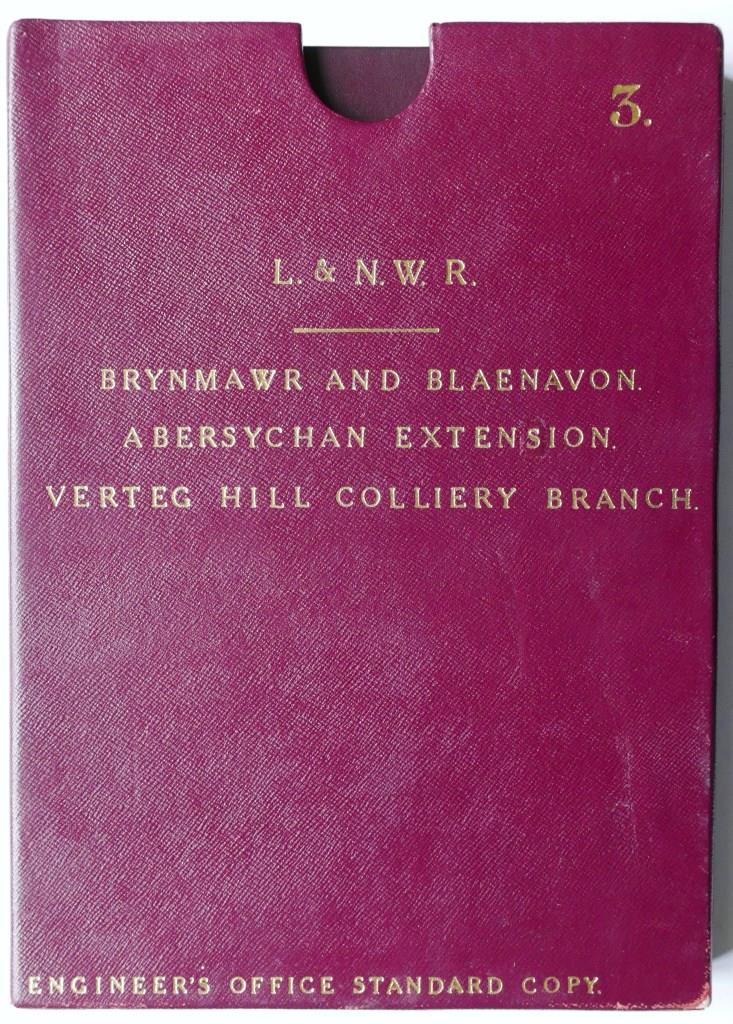 3.
L. & N. W. R.
BRYNMAWR AND BLAENAVON.
ABERSYCHAN EXTENSION.
VERTEG HILL COLLIERY BRANCH.
ENGINEER'S OFFICE STANDARD COPY.